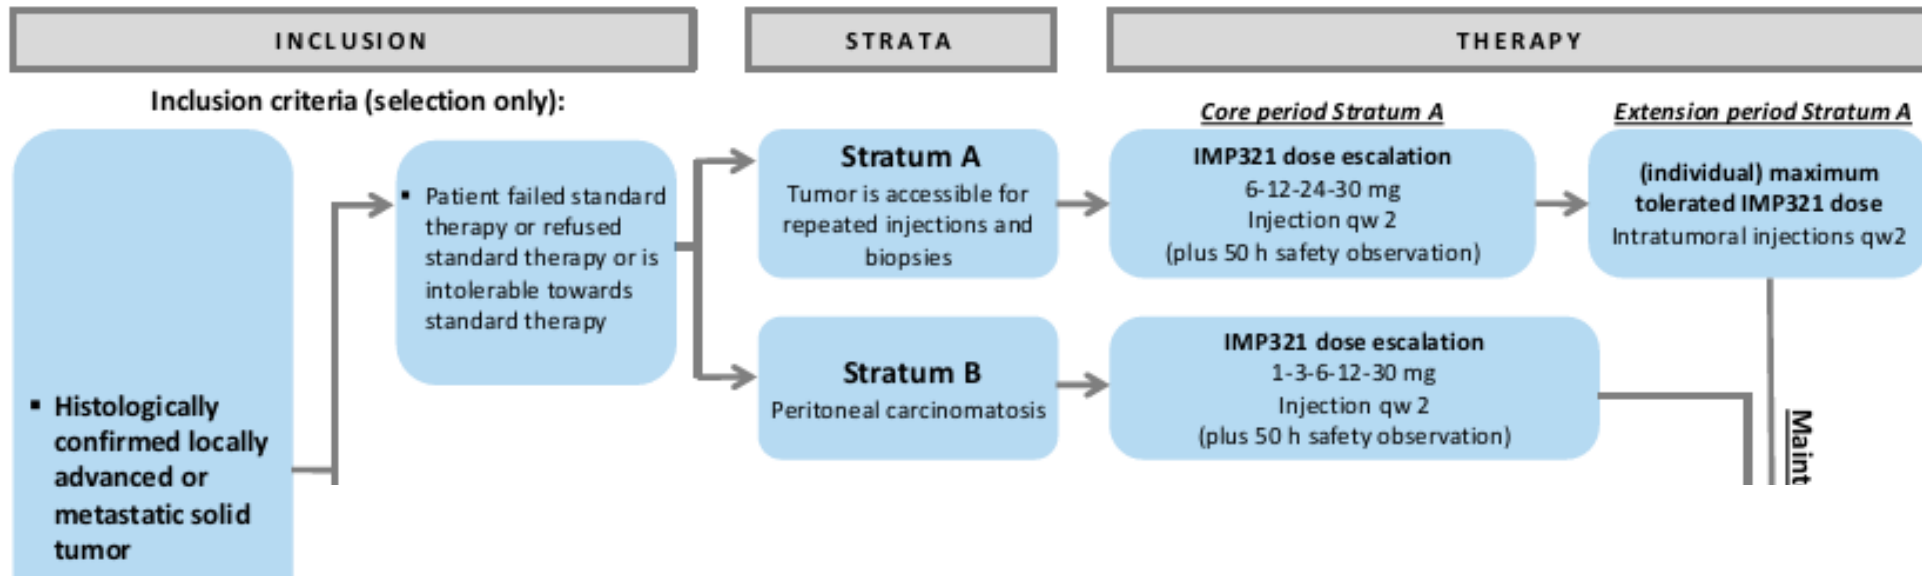 INCLUSION
STRATA
THERAPY
Inclusion criteria (selection only):
▪ Histologically
confirmed locally
advanced or
metastatic solid
tumor
▪ Patient failed standard
therapy or refused
standard therapy or is
intolerable towards
standard therapy
Stratum A
Tumor is accessible for
repeated injections and
biopsies
Stratum B
Peritoneal carcinomatosis
Core period Stratum A
IMP321 dose escalation
6-12-24-30 mg
Injection qw 2
(plus 50 h safety observation)
Extension period Stratum A
(individual) maximum
tolerated IMP321 dose
Intratumoral injections qw2
IMP321 dose escalation
1-3-6-12-30 mg
Injection qw 2
(plus 50 h safety observation)
Maint